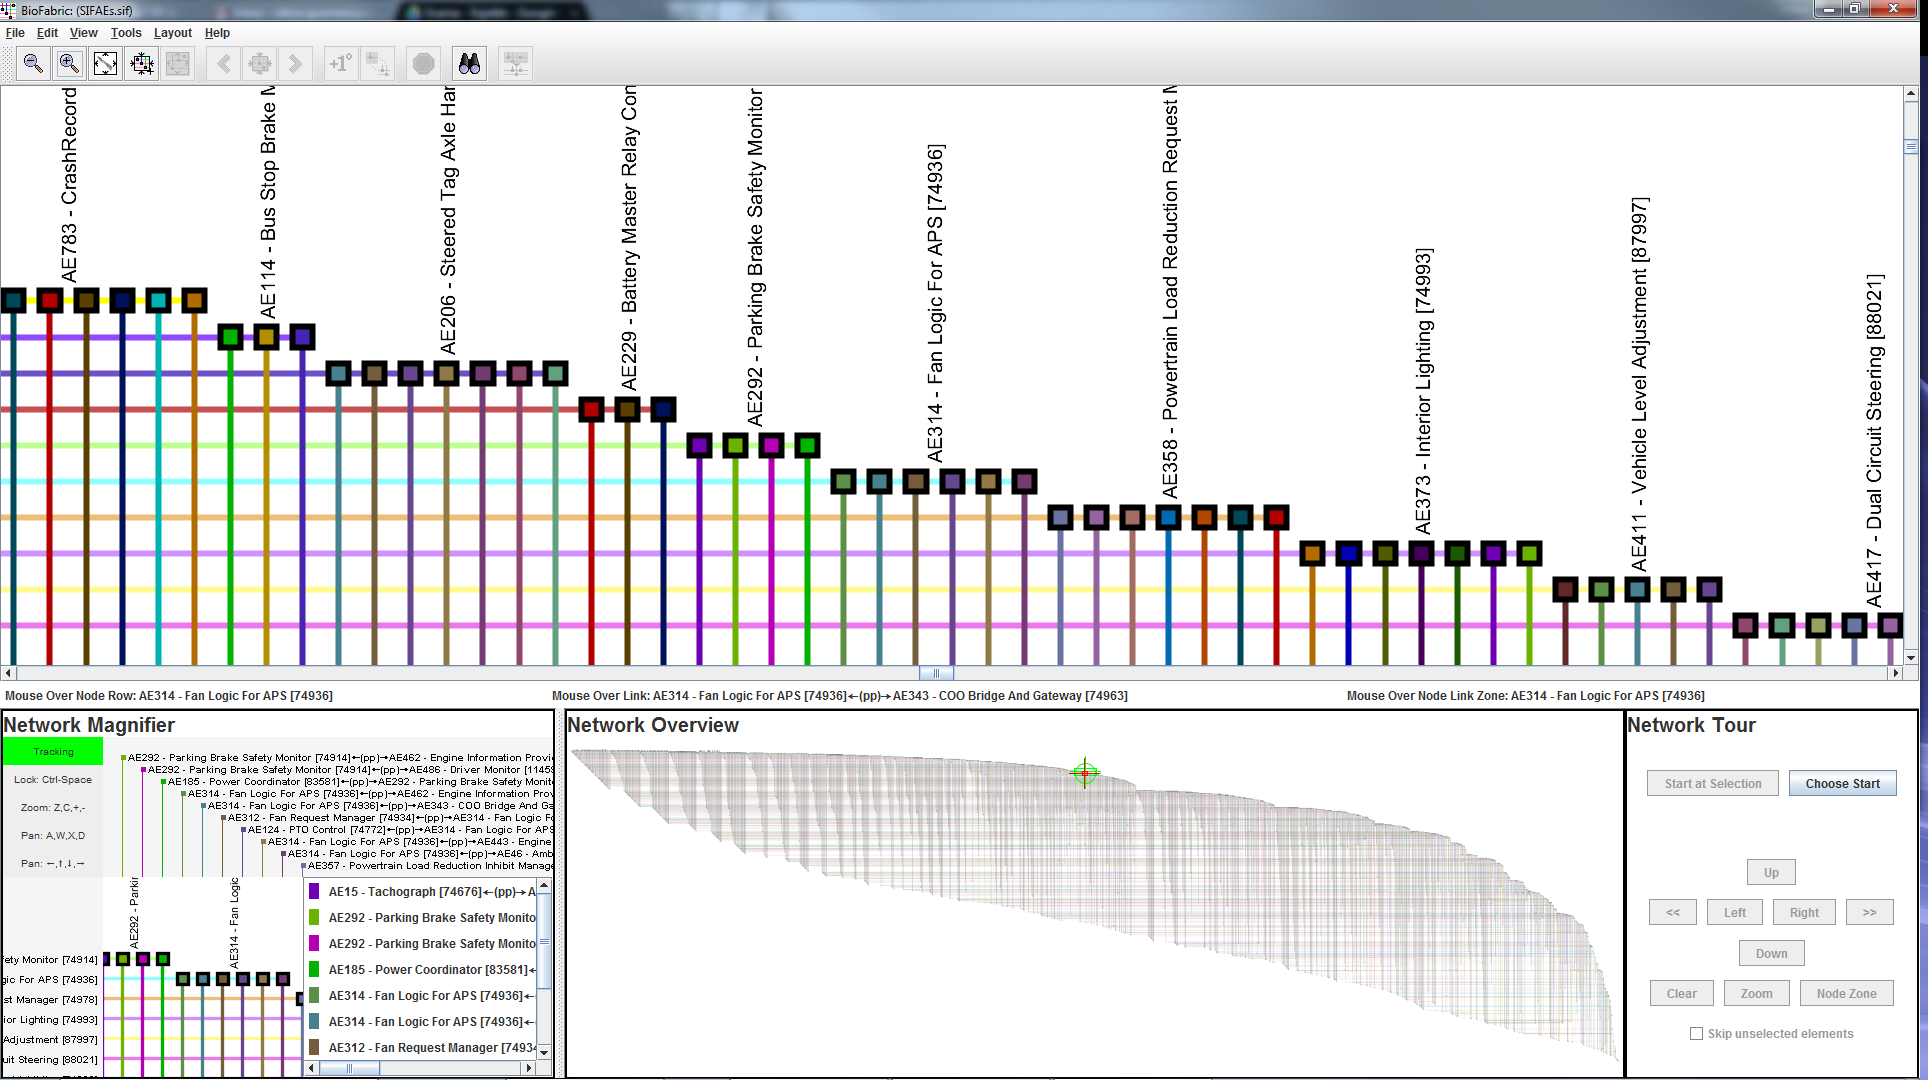 BioFabric: (SIFAEs.sif)
File Edit View Tools Layout Help
+1°
AE783 - CrashRecord
AE114 - Bus Stop Brake
AE206 - Steered Tag Axle Har
AE229 - Battery Master Relay Con
AE292 - Parking Brake Safety Monitor
AE314 - Fan Logic For APS [74936]
AE358 - Powertrain Load Reduction Request
AE373 - Interior Lighting [74993]
AE411 - Vehicle Level Adjustment [87997]
AE417 - Dual Circuit Steering [88021]
Mouse Over Node Row: AE314 - Fan Logic For APS [74936]
Mouse Over Link: AE314 - Fan Logic For APS [74936]←(pp)→AE343 - COO Bridge And Gateway [74963]
Mouse Over Node Link Zone: AE314 - Fan Logic For APS [74936]
Network Magnifier
Tracking
Lock: Ctrl-Space
Zoom: Z,C,+,-
Pan: A,W,X,D
Pan: ←,↑,↓,→
AE292 - Parking Brake Safety Monitor [74914]←(pp)→AE462 - Engine Information Provi
AE292 - Parking Brake Safety Monitor [74914]←(pp)→AE486 - Driver Monitor [1145
AE185 - Power Coordinator [83581]←(pp)→AE292 - Parking Brake Safety Monit
AE314 - Fan Logic For APS [74936]←(pp)→AE462 - Engine Information Prov
AE314 - Fan Logic For APS [74936]←(pp)→AE343 - COO Bridge And Ga
AE312 - Fan Request Manager [74934]←(pp)→AE314 - Fan Logic Fo
AE124 - PTO Control [74772]←(pp)→AE314 - Fan Logic For APS
AE314 - Fan Logic For APS [74936]←(pp)→AE443 - Engine
AE314 - Fan Logic For APS [74936]←(pp)→AE46 - Amb
AE357 - Powertrain Load Reduction Inhibit Manage
AE292 - Parkir
AE314 - Fan Logic
ety Monitor [74914]
gic For APS [74936]
st Manager [74978]
ior Lighting [74993]
Adjustment [87997]
uit Steering [88021]
AE15 - Tachograph [74676]←(pp)→A
AE292 - Parking Brake Safety Monito
AE292 - Parking Brake Safety Monito
AE185 - Power Coordinator [83581]←
AE314 - Fan Logic For APS [74936]←
AE314 - Fan Logic For APS [74936]←
AE312 - Fan Request Manager [7493
Network Overview
Network Tour
Start at Selection
Choose Start
Up
<<
Left
Right
>>
Down
Clear
Zoom
Node Zone
Skip unselected elements